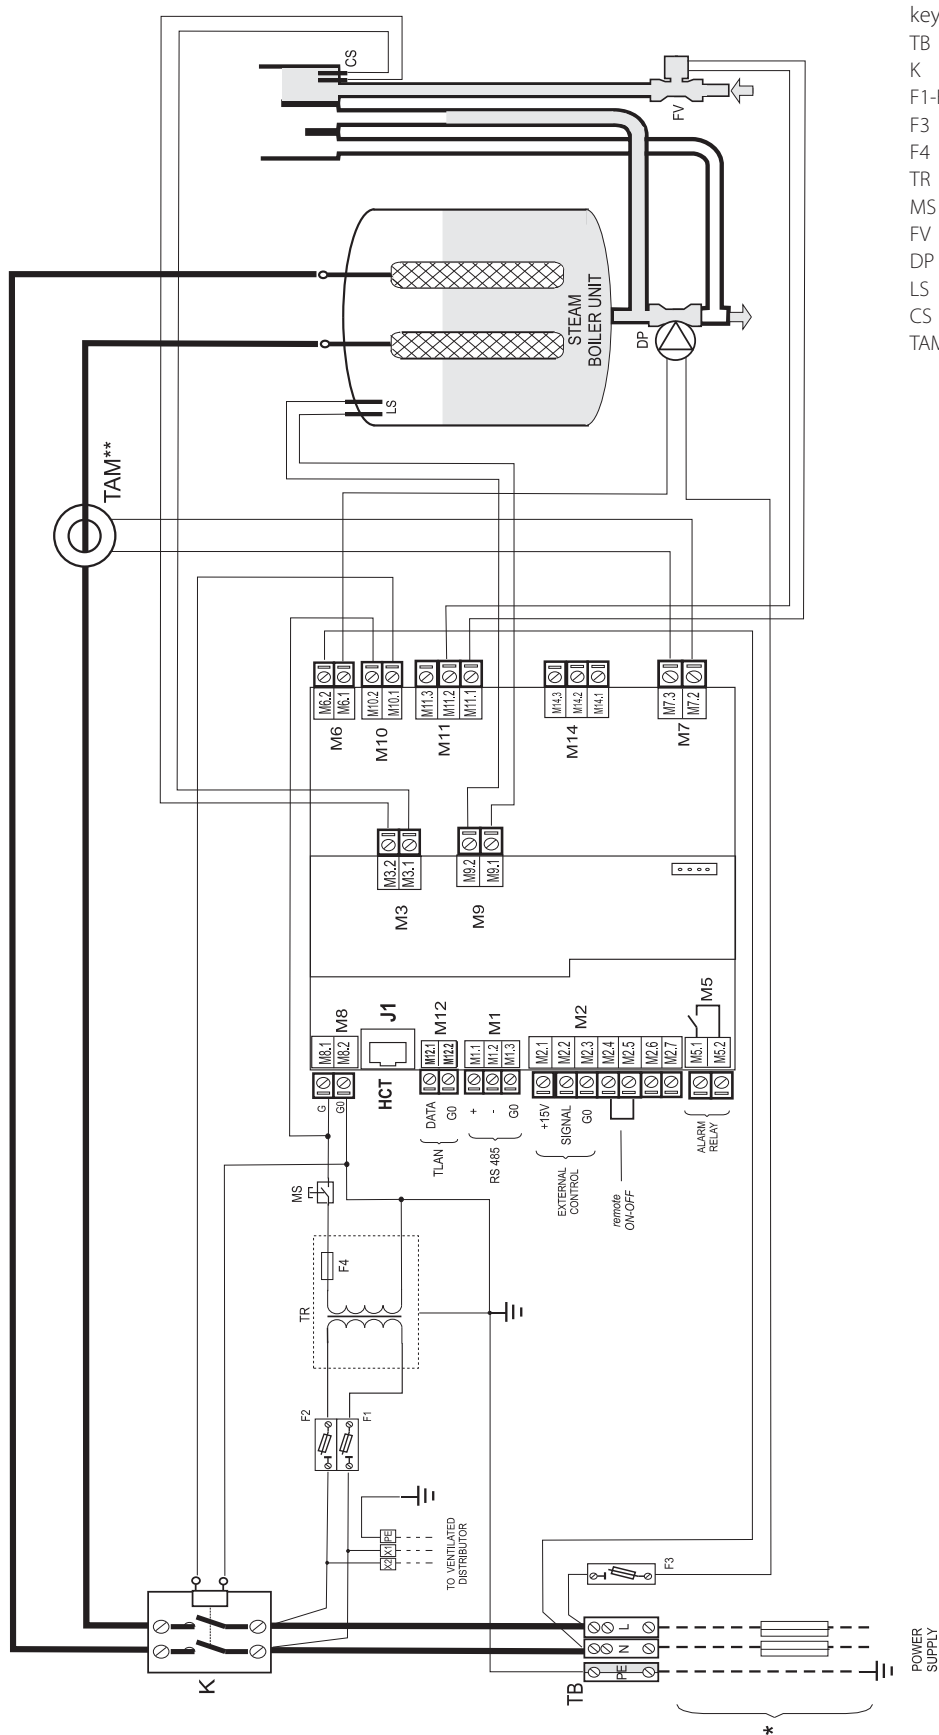 key
TB
K
F1-
F3
F4
TR
MS
FV
DP
LS
CS
TAM
CS
FV
STEAM
BOILER UNIT
DP
LS
TAM**
M6.2
M6.1
M6
M10.2
M10.1
M10
M11.3
M11.2
M11.1
M11
M14.3
M14.2
M14.1
M14
M7.3
M7.2
M7
M3.2
M3.1
M3
M9.2
M9.1
M9
M8
M8.1
M8.2
G
G0
J1
HCT
M12
M12.1
M12.2
DATA
G0
TLAN
M1
M1.1
M1.2
M1.3
+
-
G0
RS 485
M2
M2.1
M2.2
M2.3
M2.4
M2.5
M2.6
M2.7
+15V
SIGNAL
G0
EXTERNAL
CONTROL
remote
ON-OFF
M5
M5.1
M5.2
ALARM
RELAY
MS
F4
TR
F2
F1
X2
X1
PE
TO VENTILATED
DISTRIBUTOR
F3
K
TB
L
N
PE
POWER
SUPPLY
*